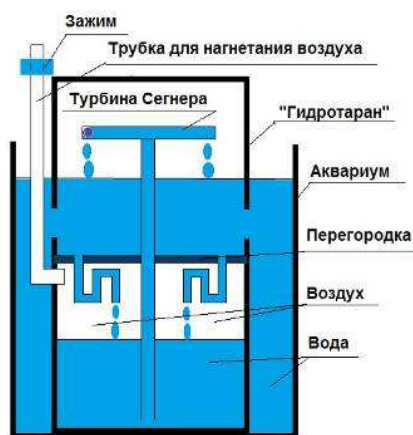 Зажим
Трубка для нагнетания воздуха
Турбина Сегнера
"Гидротаран"
Аквариум
Перегородка
Воздух
Вода